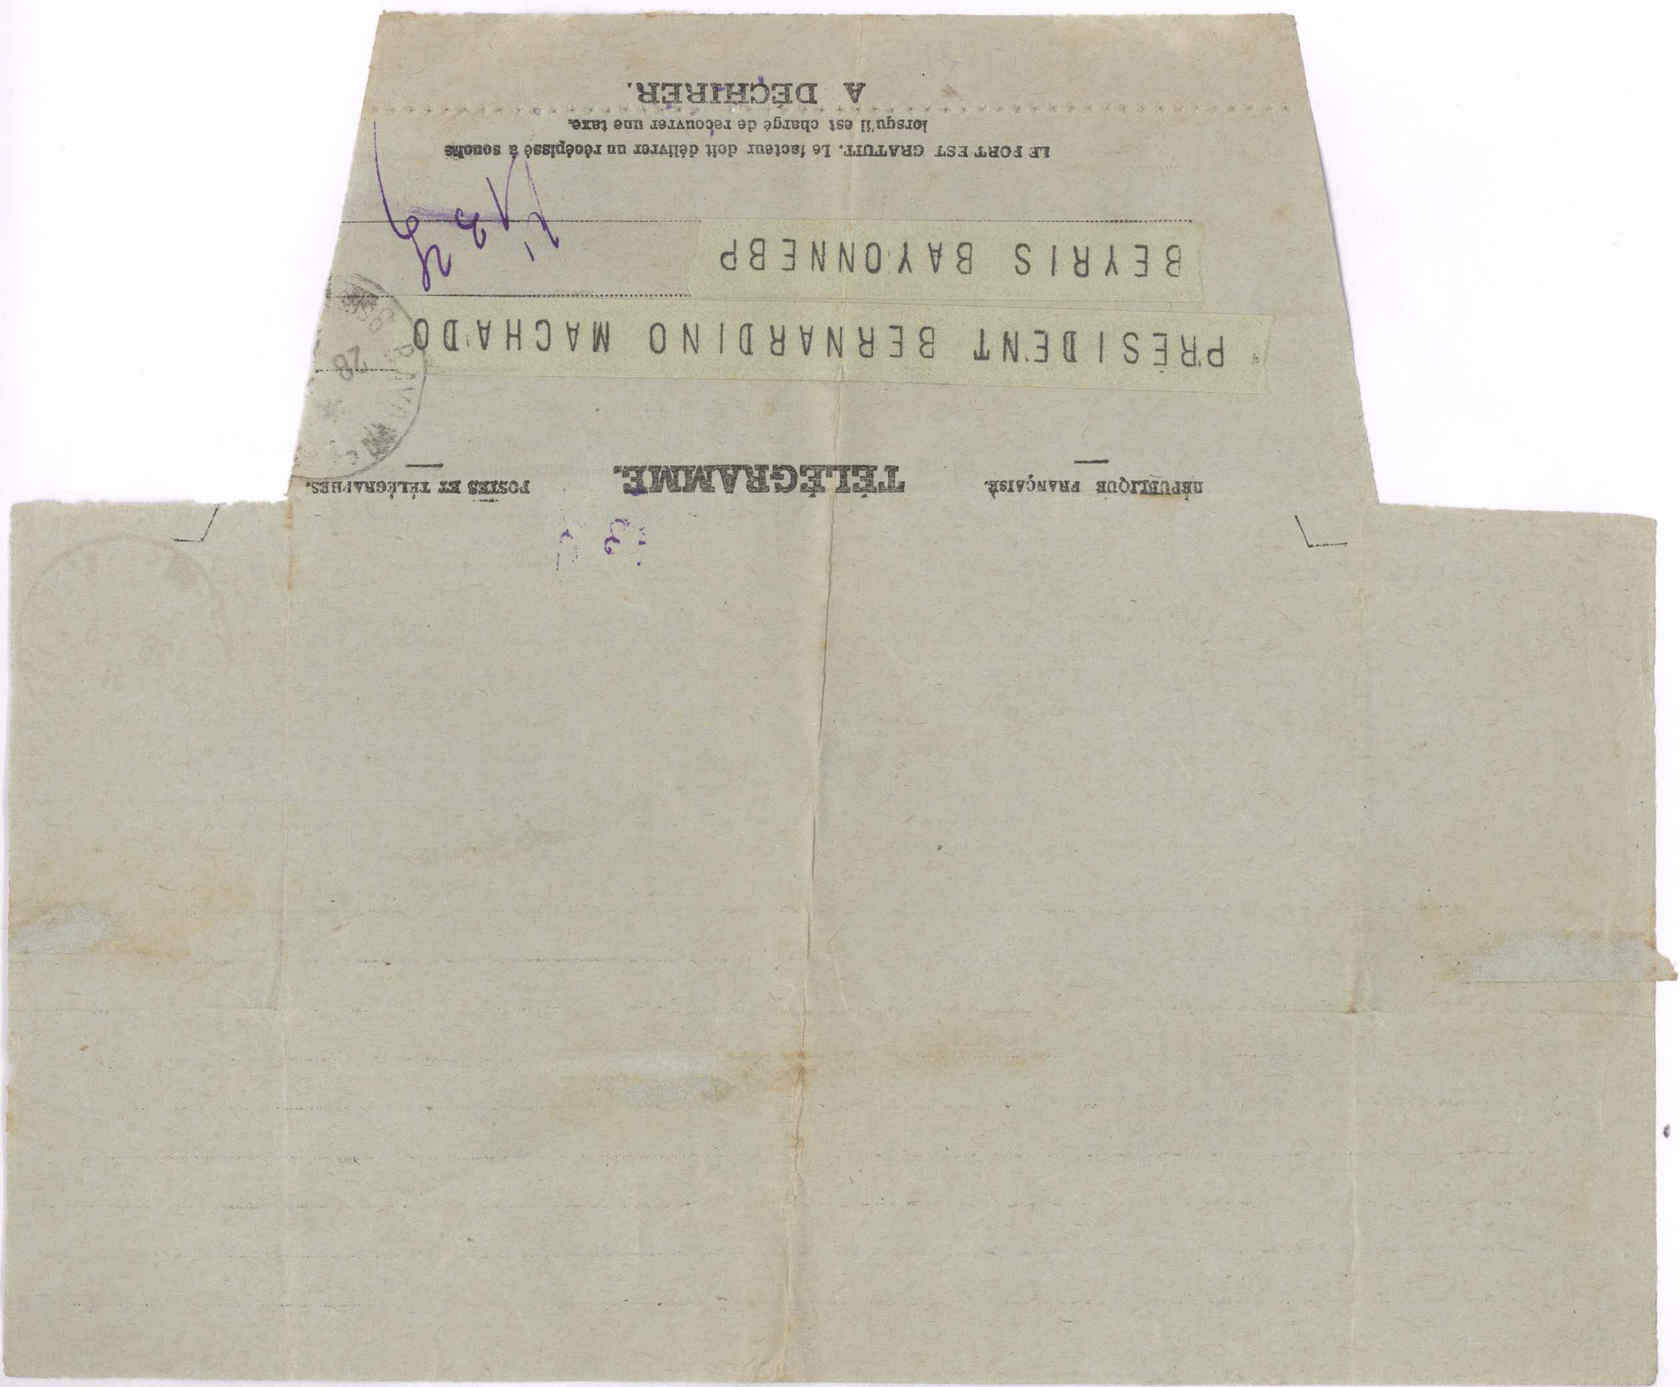 RÉPUBLIQUE FRANÇAISE. TÉLÉGRAMME. POSTES ET TÉLÉGRAPHES.
PRESIDENT BERNARDINO MACHADO
BEYRIS BAYONNEBP
LE PORT EST GRATUIT. Le facteur doit délivrer un récépissé à souche
lorsqu'il est chargé de recouvrer une taxe.
A DÉCHIRER.
28